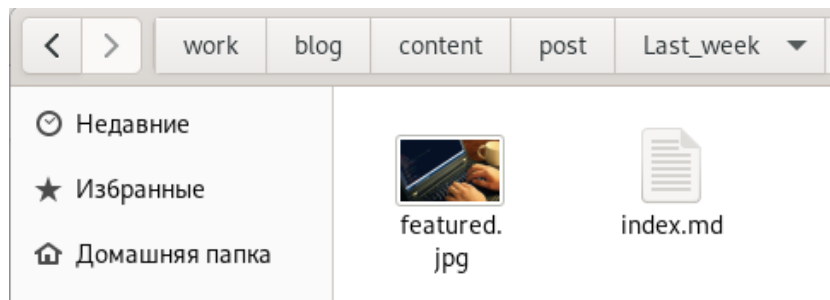 work blog content post Last_week
Недавние
Избранные
Домашняя папка
featured.
jpg
index.md